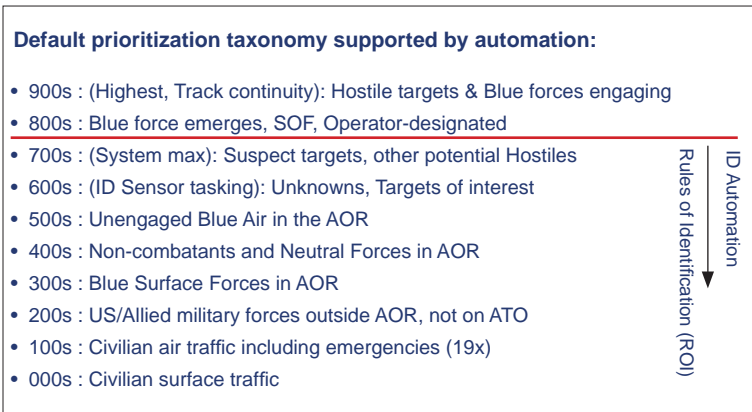 Default prioritization taxonomy supported by automation:
• 900s : (Highest, Track continuity): Hostile targets & Blue forces engaging
• 800s : Blue force emerges, SOF, Operator-designated
• 700s : (System max): Suspect targets, other potential Hostiles
• 600s : (ID Sensor tasking): Unknowns, Targets of interest
• 500s : Unengaged Blue Air in the AOR
• 400s : Non-combatants and Neutral Forces in AOR
• 300s : Blue Surface Forces in AOR
• 200s : US/Allied military forces outside AOR, not on ATO
• 100s : Civilian air traffic including emergencies (19x)
• 000s : Civilian surface traffic
ID Automation
Rules of Identification (ROI)